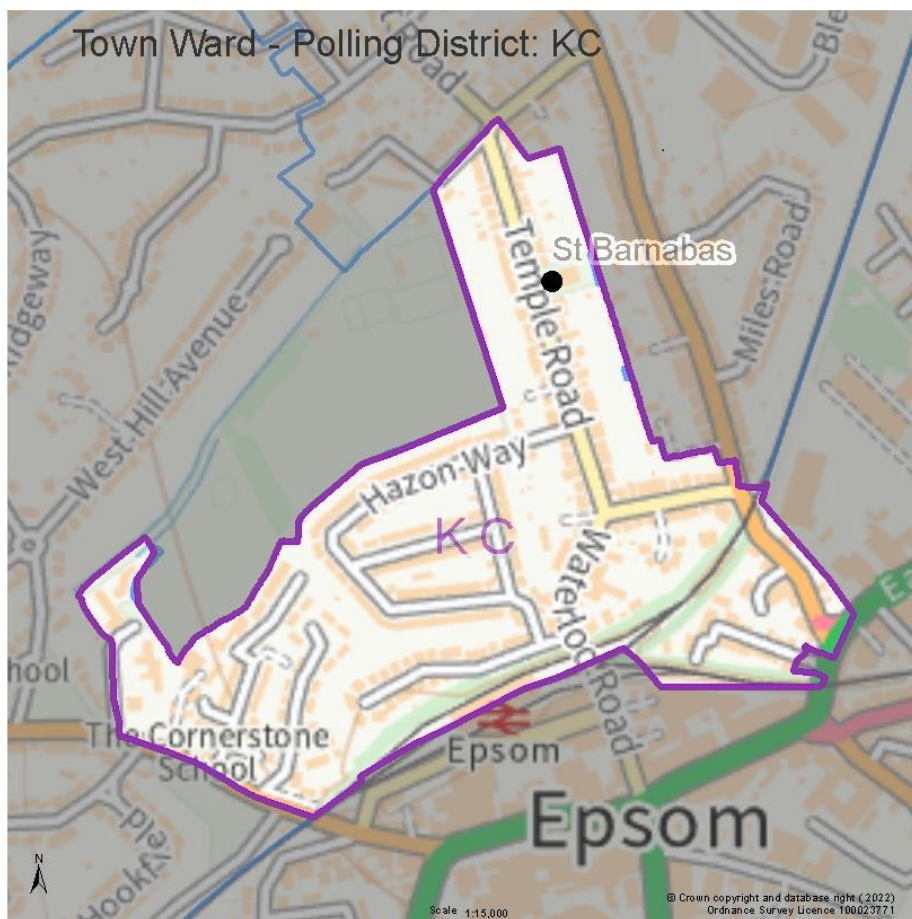 Town Ward - Polling District: KC
St Barnabas
Temple Road
Miles Road
West Hill Avenue
Hazon Way
K C
Waterloo Road
The Cornerstone
School
Epsom
Epsom
Hookfield
N
Scale 1:15,000
© Crown copyright and database right (2022)
Ordnance Survey Licence 100023771